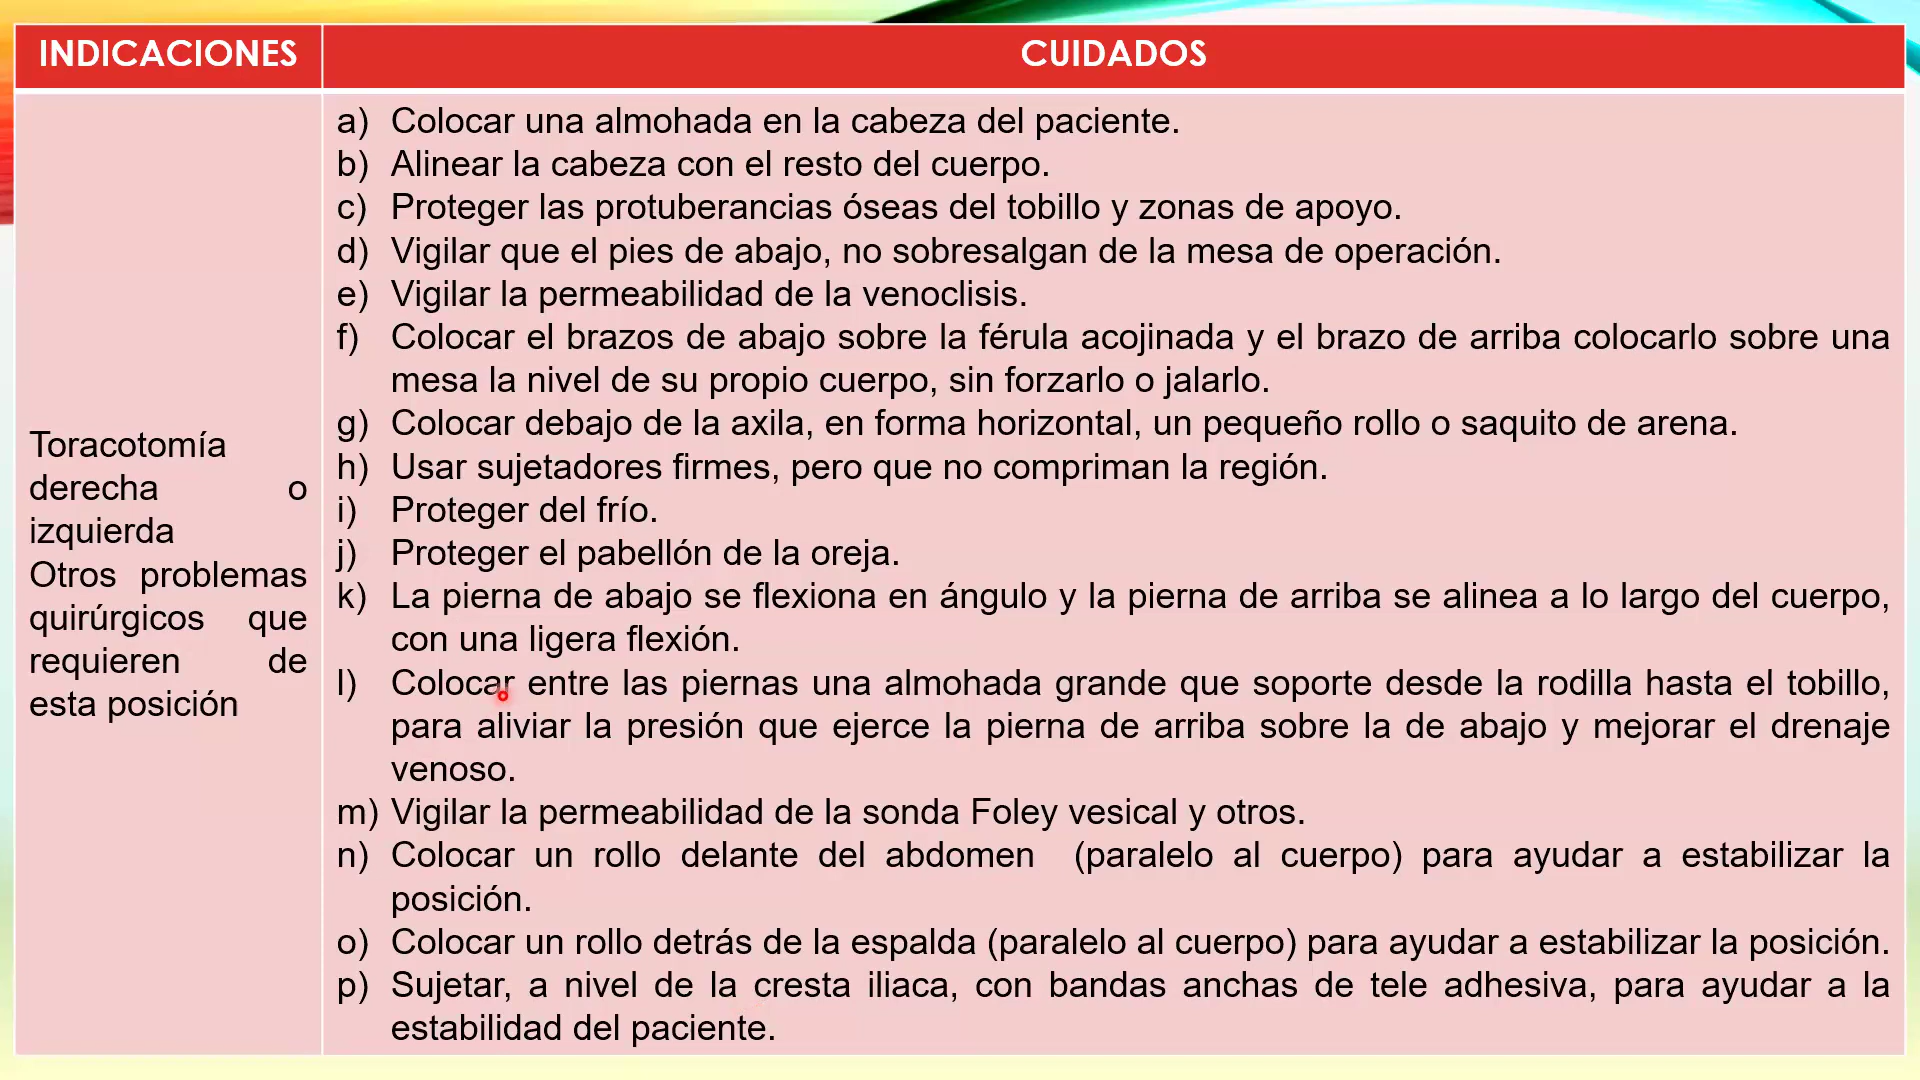 INDICACIONES
CUIDADOS
Toracotomía
derecha o
izquierda
Otros problemas
quirúrgicos que
requieren de
esta posición
a) Colocar una almohada en la cabeza del paciente.
b) Alinear la cabeza con el resto del cuerpo.
c) Proteger las protuberancias óseas del tobillo y zonas de apoyo.
d) Vigilar que el pies de abajo, no sobresalgan de la mesa de operación.
e) Vigilar la permeabilidad de la venoclisis.
f) Colocar el brazos de abajo sobre la férula acojinada y el brazo de arriba colocarlo sobre una
mesa la nivel de su propio cuerpo, sin forzarlo o jalarlo.
g) Colocar debajo de la axila, en forma horizontal, un pequeño rollo o saquito de arena.
h) Usar sujetadores firmes, pero que no compriman la región.
i) Proteger del frío.
j) Proteger el pabellón de la oreja.
k) La pierna de abajo se flexiona en ángulo y la pierna de arriba se alinea a lo largo del cuerpo,
con una ligera flexión.
l) Colocar entre las piernas una almohada grande que soporte desde la rodilla hasta el tobillo,
para aliviar la presión que ejerce la pierna de arriba sobre la de abajo y mejorar el drenaje
venoso.
m) Vigilar la permeabilidad de la sonda Foley vesical y otros.
n) Colocar un rollo delante del abdomen (paralelo al cuerpo) para ayudar a estabilizar la
posición.
o) Colocar un rollo detrás de la espalda (paralelo al cuerpo) para ayudar a estabilizar la posición.
p) Sujetar, a nivel de la cresta iliaca, con bandas anchas de tele adhesiva, para ayudar a la
estabilidad del paciente.